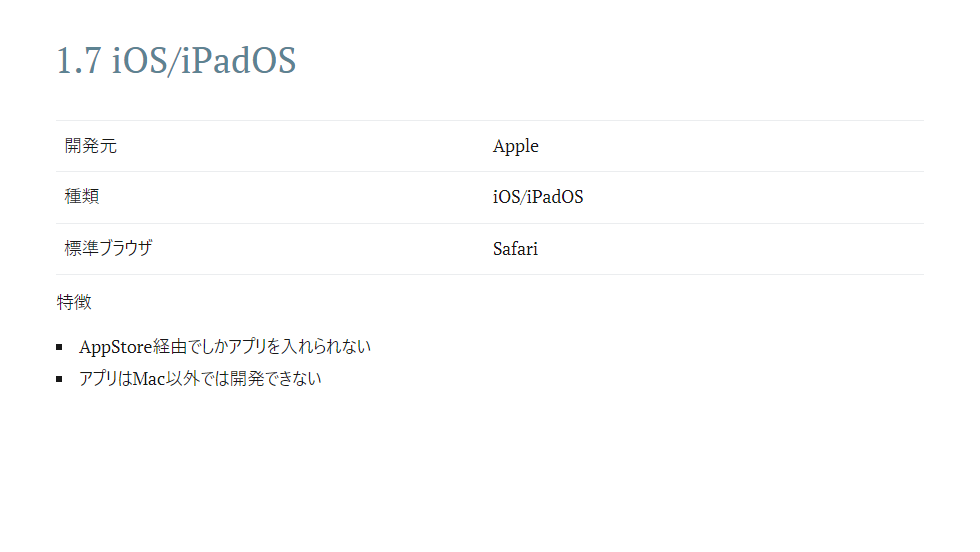 1.7 iOS/iPadOS
開発元 Apple
種類 iOS/iPadOS
標準ブラウザ Safari
特徴
AppStore経由でしかアプリを入れられない
アプリはMac以外では開発できない